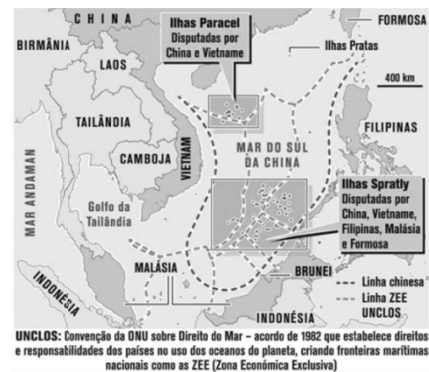 CHINA
FORMOSA
BIRMÂNIA
LAOS
Ilhas Paracel
Disputadas por
China e Vietname
Ilhas Pratas
400 km
TAILÂNDIA
VIETNAM
FILIPINAS
CAMBOJA
MAR DO SUL
DA CHINA
MAR ANDAMAN
Golfo da
Tailândia
Ilhas Spratly
Disputadas por
China, Vietname,
Filipinas, Malásia
e Formosa
MALÁSIA
BRUNEI
INDONÉSIA
INDONÉSIA
Linha chinesa
Linha ZEE
UNCLOS
UNCLOS: Convenção da ONU sobre Direito do Mar – acordo de 1982 que estabelece direitos
e responsabilidades dos países no uso dos oceanos do planeta, criando fronteiras marítimas
nacionais como as ZEE (Zona Económica Exclusiva)